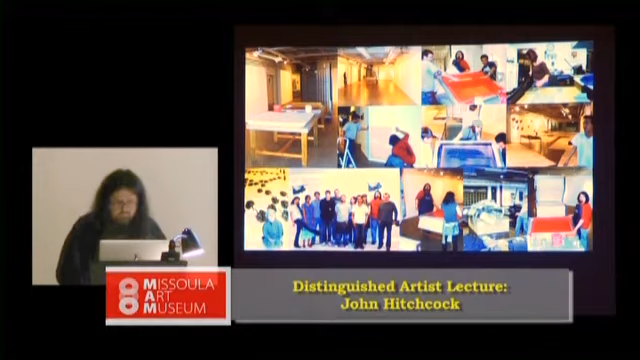 MISSOULA
ART
MUSEUM
Distinguished Artist Lecture:
John Hitchcock